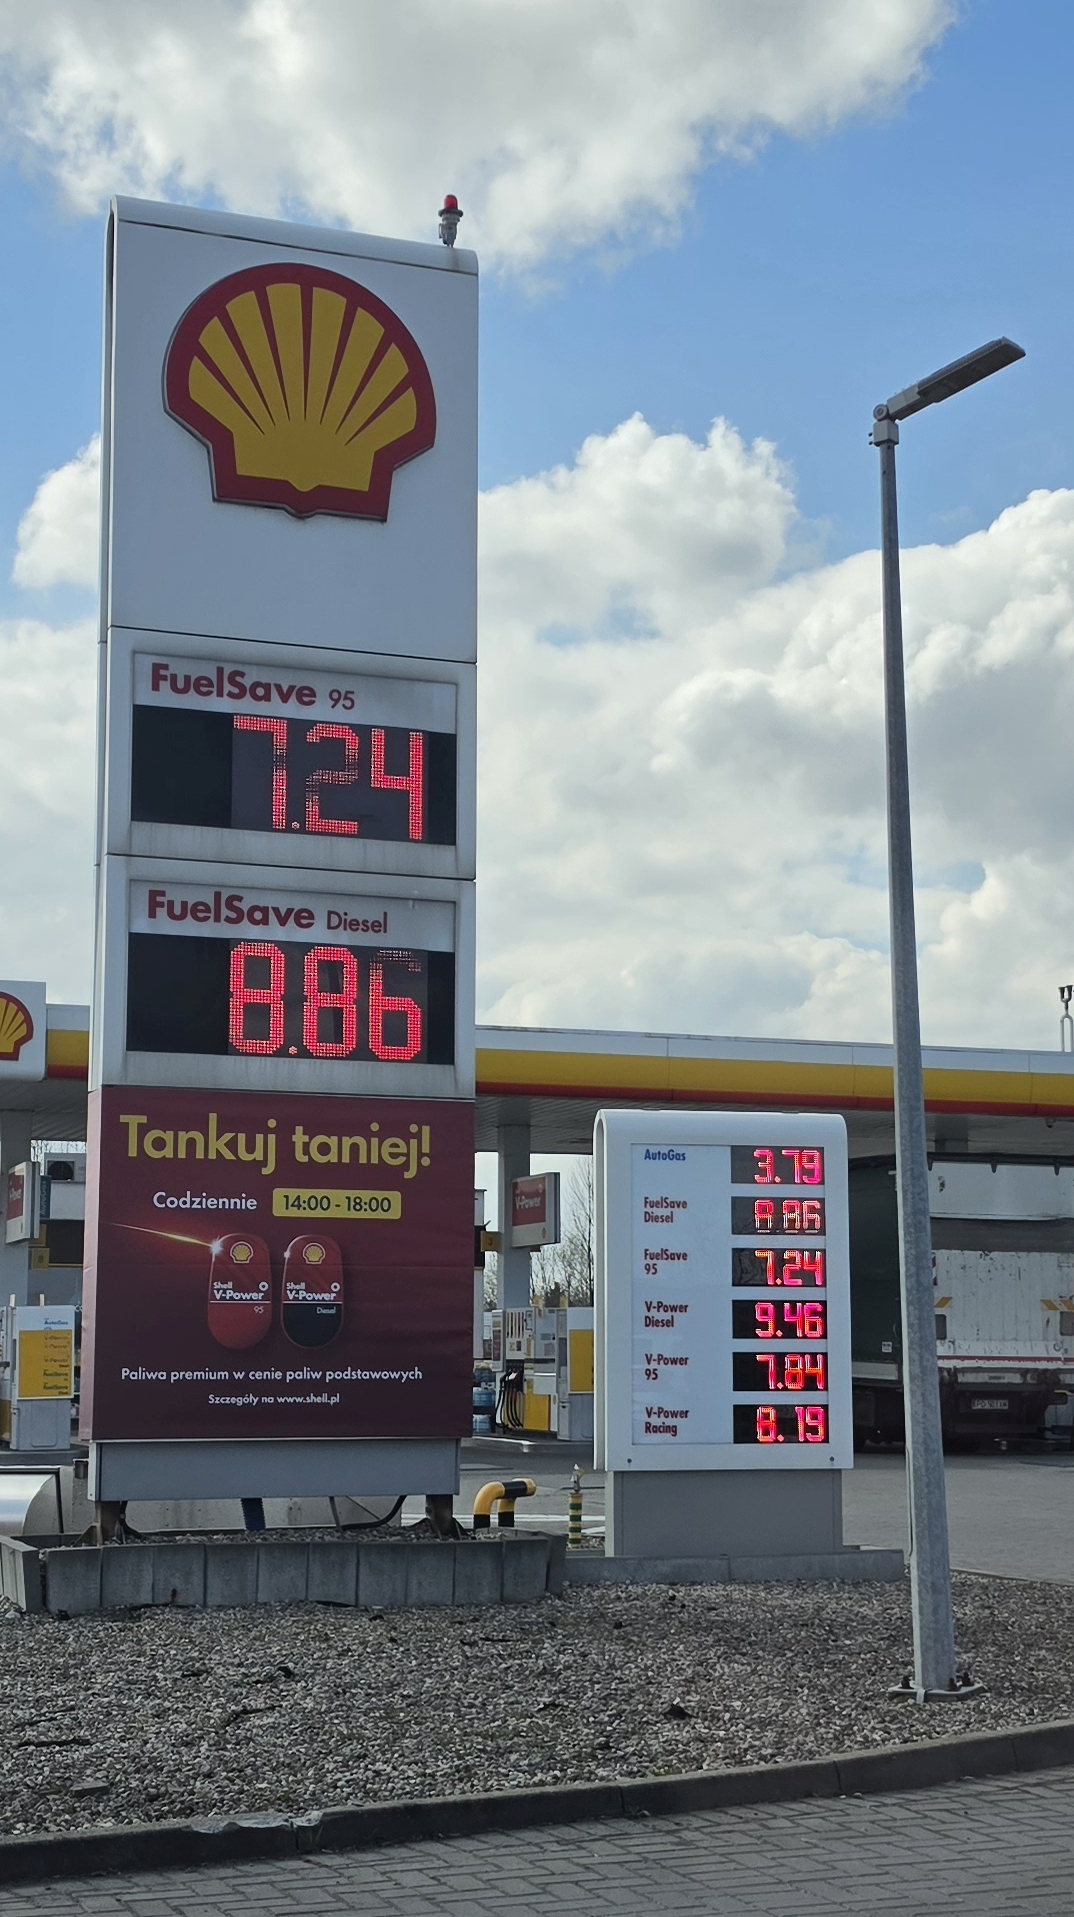 FuelSave 95
7.24
FuelSave Diesel
8.86
Tankuj taniej!
Codziennie 14:00 - 18:00
Shell
V-Power
95
Shell
V-Power
Diesel
Paliwa premium w cenie paliw podstawowych
Szczegóły na www.shell.pl
AutoGas 3.79
FuelSave
Diesel 8.86
FuelSave
95 7.24
V-Power
Diesel 9.46
V-Power
95 7.84
V-Power
Racing 8.19
V-Power